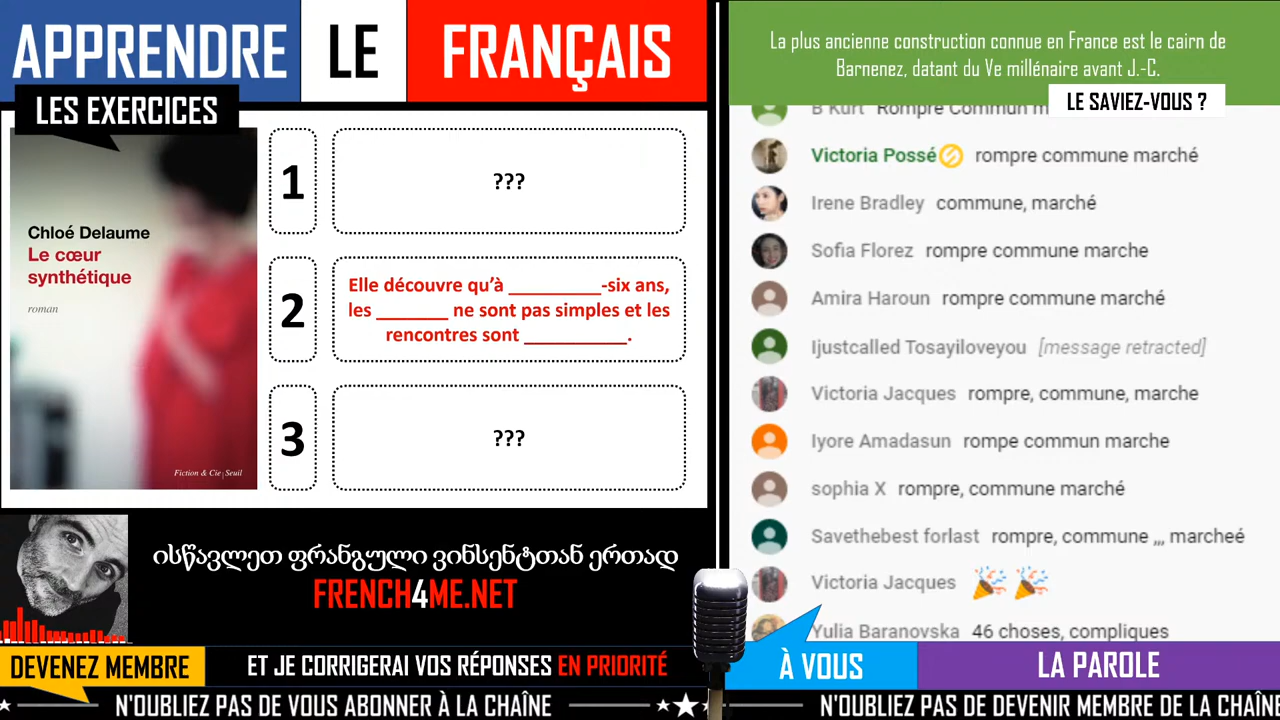 APPRENDRE LE FRANÇAIS
LES EXERCICES
Chloé Delaume
Le cœur
synthétique
roman
Fiction & Cie | Seuil
1
???
2
Elle découvre qu'à __________-six ans,
les ________ ne sont pas simples et les
rencontres sont ___________.
3
???
ისწავლეთ ფრანგული ვინსენტთან ერთად
FRENCH4ME.NET
DEVENEZ MEMBRE
ET JE CORRIGERAI VOS RÉPONSES EN PRIORITÉ
N'OUBLIEZ PAS DE VOUS ABONNER À LA CHAÎNE
La plus ancienne construction connue en France est le cairn de
Barnenez, datant du Ve millénaire avant J.-C.
LE SAVIEZ-VOUS ?
B Kurt Rompre Commun m
Victoria Possé rompre commune marché
Irene Bradley commune, marché
Sofia Florez rompre commune marche
Amira Haroun rompre commune marché
Ijustcalled Tosayiloveyou [message retracted]
Victoria Jacques rompre, commune, marche
Iyore Amadasun rompe commun marche
sophia X rompre, commune marché
Savethebest forlast rompre, commune ,,, marcheé
Victoria Jacques 🎉 🎉
Yulia Baranovska 46 choses, compliqués
À VOUS
LA PAROLE
N'OUBLIEZ PAS DE DEVENIR MEMBRE DE LA CHAÎNE